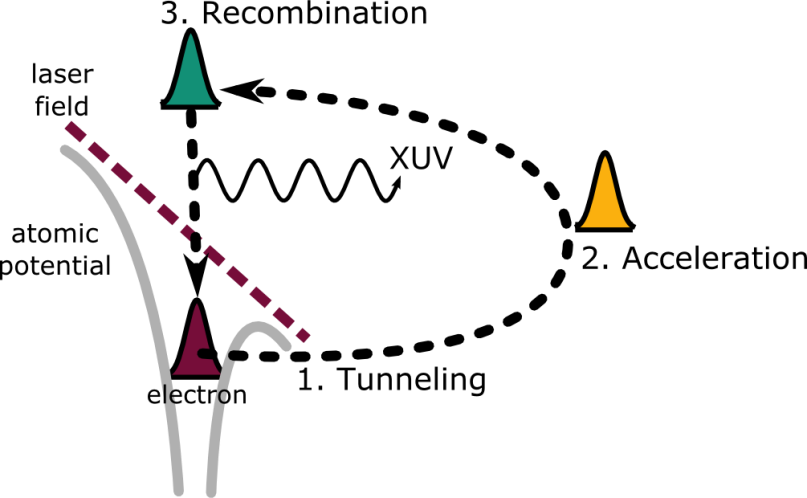 3. Recombination
laser
field
XUV
atomic
potential
2. Acceleration
1. Tunneling
electron